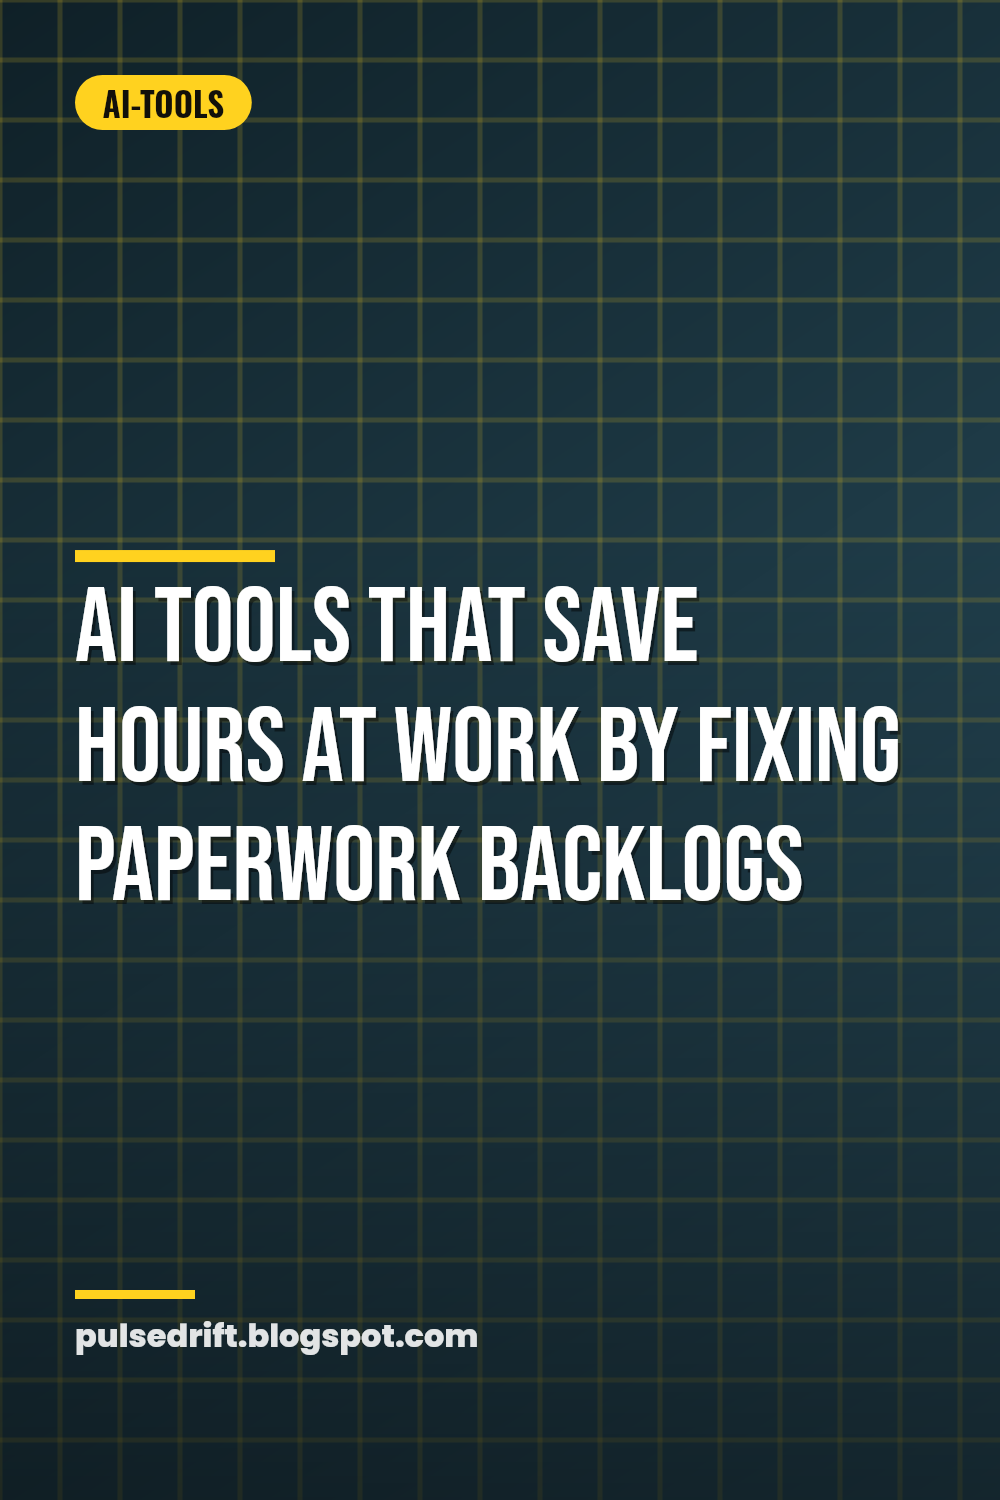 AI-TOOLS
AI TOOLS THAT SAVE
HOURS AT WORK BY FIXING
PAPERWORK BACKLOGS
pulsedrift.blogspot.com